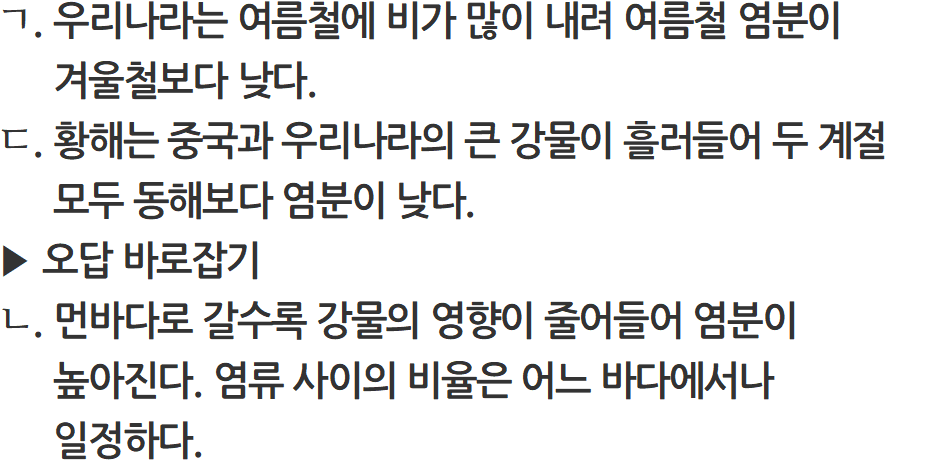 ㄱ. 우리나라는 여름철에 비가 많이 내려 여름철 염분이
겨울철보다 낮다.
ㄷ. 황해는 중국과 우리나라의 큰 강물이 흘러들어 두 계절
모두 동해보다 염분이 낮다.
▶ 오답 바로잡기
ㄴ. 먼바다로 갈수록 강물의 영향이 줄어들어 염분이
높아진다. 염류 사이의 비율은 어느 바다에서나
일정하다.